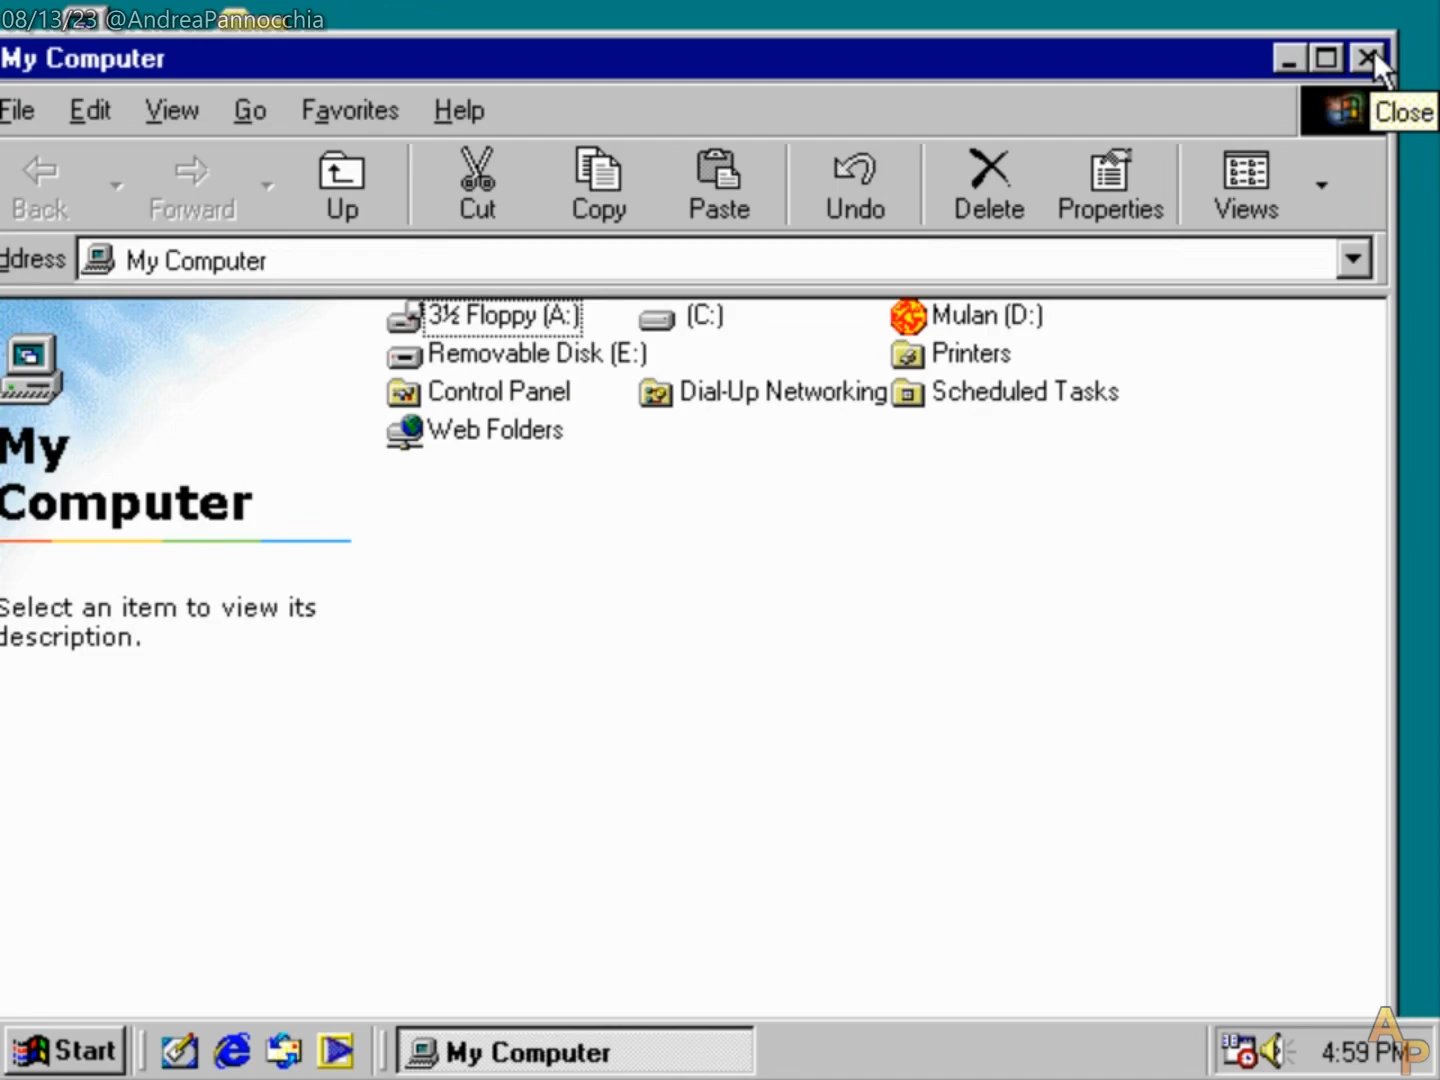 08/13/23 @AndreaPannocchia
My Computer
File Edit View Go Favorites Help
Close
Back Forward Up Cut Copy Paste Undo Delete Properties Views
ddress My Computer
3½ Floppy (A:) (C:) Mulan (D:)
Removable Disk (E:) Printers
Control Panel Dial-Up Networking Scheduled Tasks
Web Folders
My
Computer
Select an item to view its
description.
Start My Computer 4:59 PM
AP